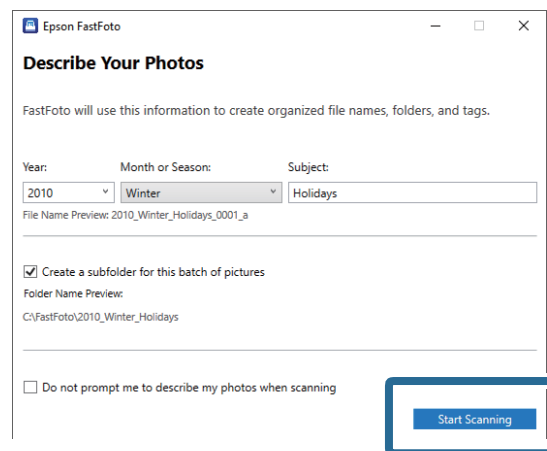 Epson FastFoto
Describe Your Photos
FastFoto will use this information to create organized file names, folders, and tags.
Year: Month or Season: Subject:
2010 Winter Holidays
File Name Preview: 2010_Winter_Holidays_0001_a
Create a subfolder for this batch of pictures
Folder Name Preview:
C:\FastFoto\2010_Winter_Holidays
Do not prompt me to describe my photos when scanning
Start Scanning